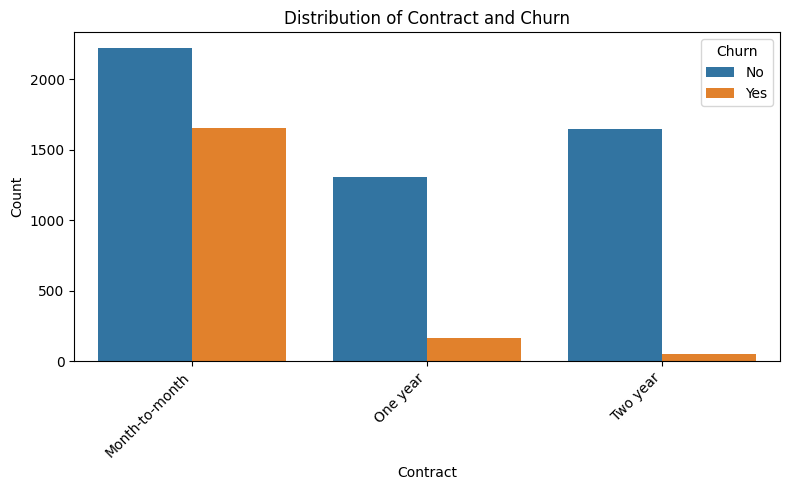 Distribution of Contract and Churn
Churn
No
Yes
2000
1500
1000
500
0
Count
Month-to-month
One year
Two year
Contract